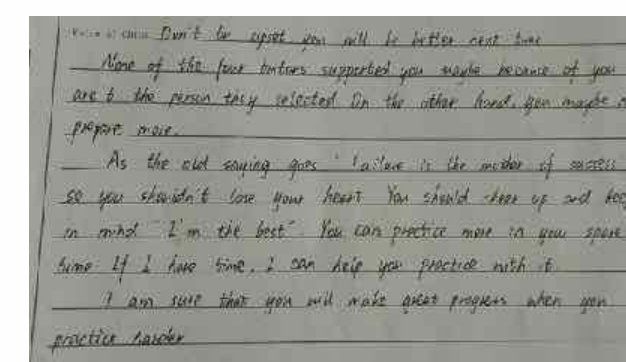 Voice of China Don't be upset you will be better next time
None of the four tutors supported you maybe because of you
are 6 the person they selected On the other hand, you maybe
prepare more.
As the old saying goes " Failure is the mother of success
so you shouldn't lose your heart You should cheer up and keep
in mind "I'm the best". You can practice more in your spare
time If I have time, I can help you practice with it
I am sure that you will make great progress when you
practice harder